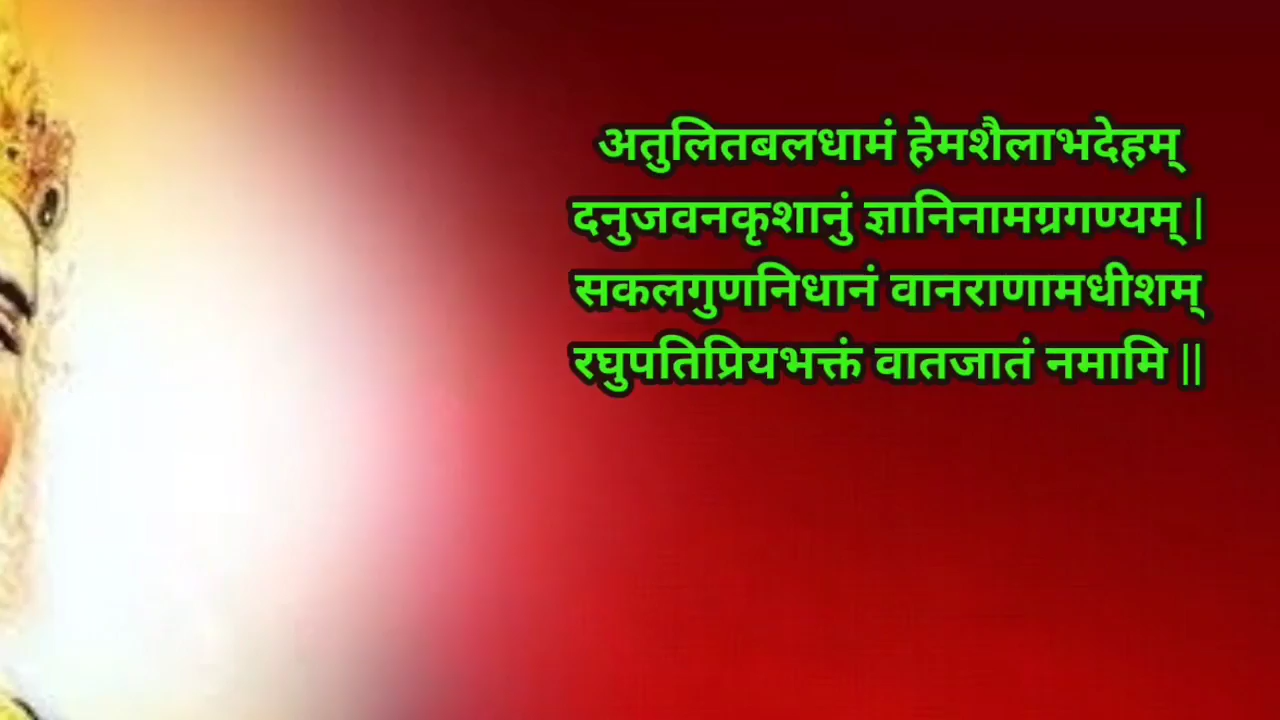 अतुलितबलधामं हेमशैलाभदेहम्
दनुजवनकृशानुं ज्ञानिनामग्रगण्यम् |
सकलगुणनिधानं वानराणामधीशम्
रघुपतिप्रियभक्तं वातजातं नमामि ||